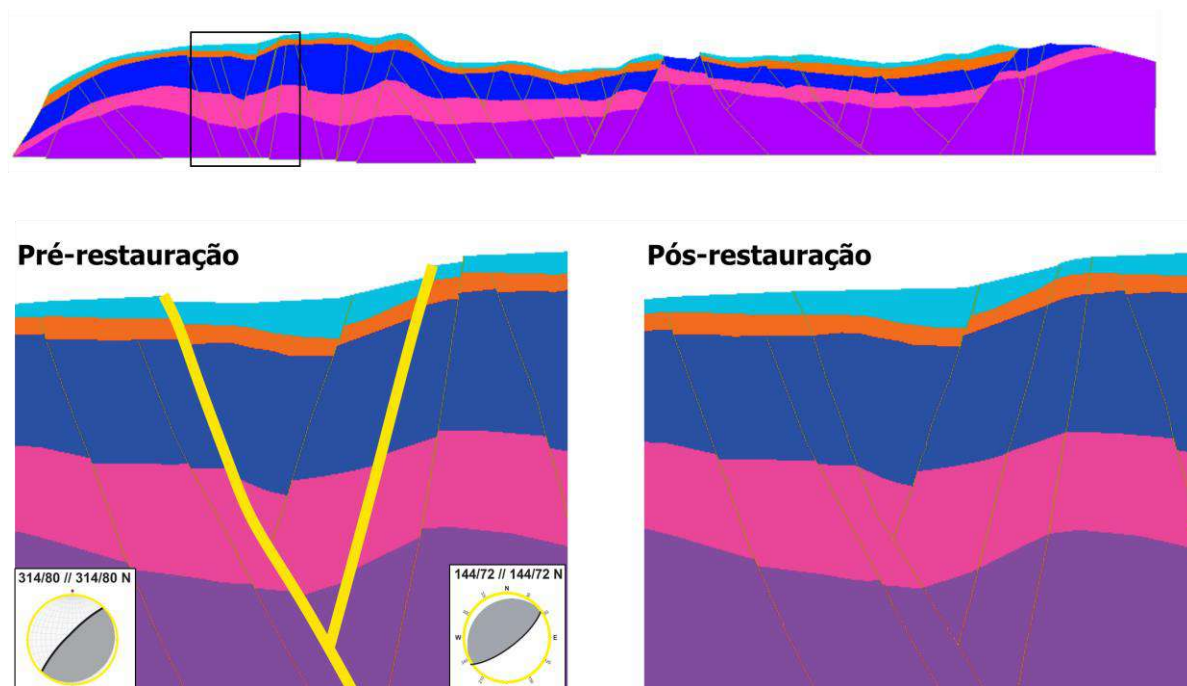 Pré-restauração
Pós-restauração
314/80 // 314/80 N
144/72 // 144/72 N
N
W
E